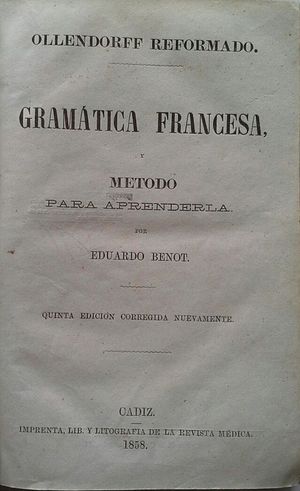 OLLENDORFF REFORMADO.
GRAMÁTICA FRANCESA,
Y
METODO
PARA APRENDERLA.
POR
EDUARDO BENOT.
QUINTA EDICIÓN CORREGIDA NUEVAMENTE.
CADIZ.
IMPRENTA, LIB. Y LITOGRAFIA DE LA REVISTA MÉDICA.
1858.